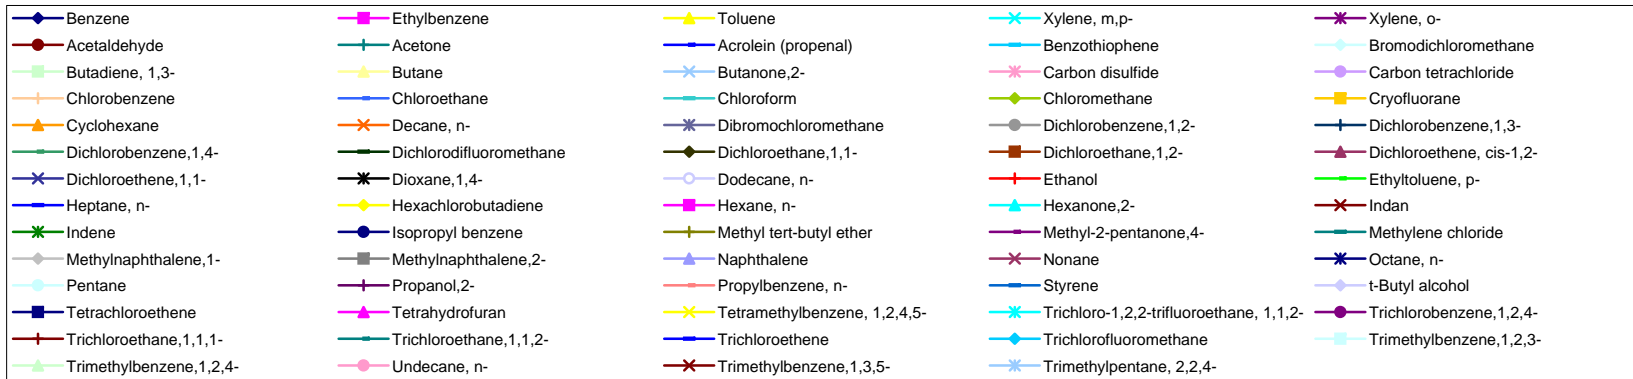 Benzene Ethylbenzene Toluene Xylene, m,p- Xylene, o-
Acetaldehyde Acetone Acrolein (propenal) Benzothiophene Bromodichloromethane
Butadiene, 1,3- Butane Butanone,2- Carbon disulfide Carbon tetrachloride
Chlorobenzene Chloroethane Chloroform Chloromethane Cryofluorane
Cyclohexane Decane, n- Dibromochloromethane Dichlorobenzene,1,2- Dichlorobenzene,1,3-
Dichlorobenzene,1,4- Dichlorodifluoromethane Dichloroethane,1,1- Dichloroethane,1,2- Dichloroethene, cis-1,2-
Dichloroethene,1,1- Dioxane,1,4- Dodecane, n- Ethanol Ethyltoluene, p-
Heptane, n- Hexachlorobutadiene Hexane, n- Hexanone,2- Indan
Indene Isopropyl benzene Methyl tert-butyl ether Methyl-2-pentanone,4- Methylene chloride
Methylnaphthalene,1- Methylnaphthalene,2- Naphthalene Nonane Octane, n-
Pentane Propanol,2- Propylbenzene, n- Styrene t-Butyl alcohol
Tetrachloroethene Tetrahydrofuran Tetramethylbenzene, 1,2,4,5- Trichloro-1,2,2-trifluoroethane, 1,1,2- Trichlorobenzene,1,2,4-
Trichloroethane,1,1,1- Trichloroethane,1,1,2- Trichloroethene Trichlorofluoromethane Trimethylbenzene,1,2,3-
Trimethylbenzene,1,2,4- Undecane, n- Trimethylbenzene,1,3,5- Trimethylpentane, 2,2,4-